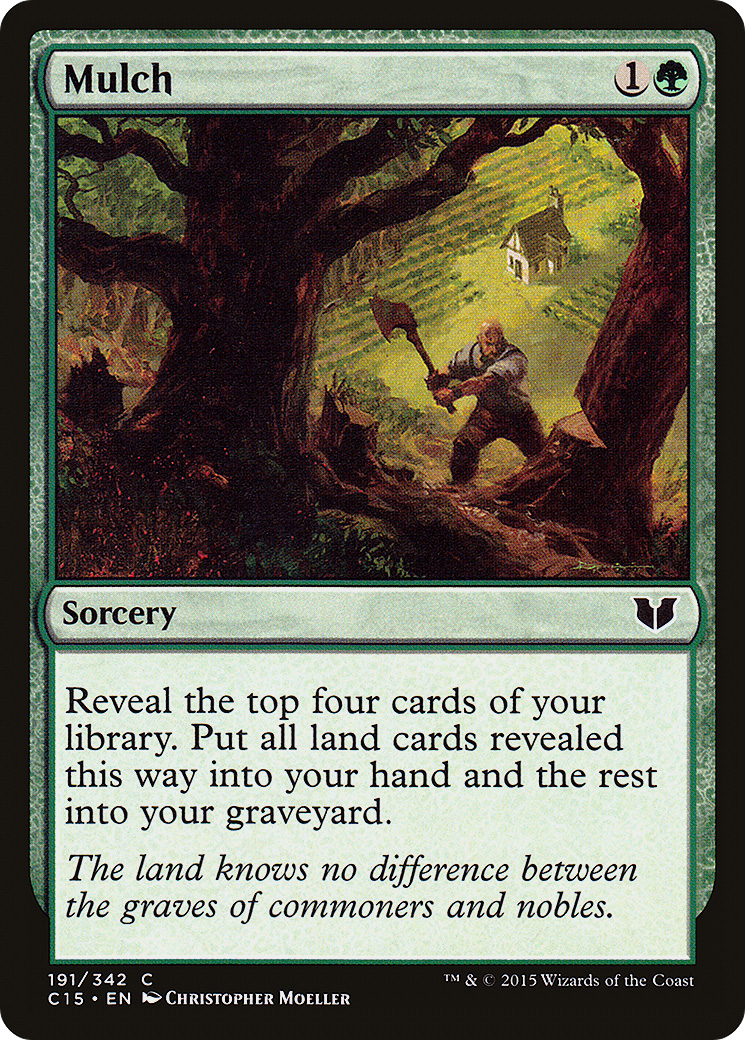 Mulch
1
Sorcery
Reveal the top four cards of your
library. Put all land cards revealed
this way into your hand and the rest
into your graveyard.
The land knows no difference between
the graves of commoners and nobles.
191/342 C
™ & © 2015 Wizards of the Coast
C15 • EN Christopher Moeller